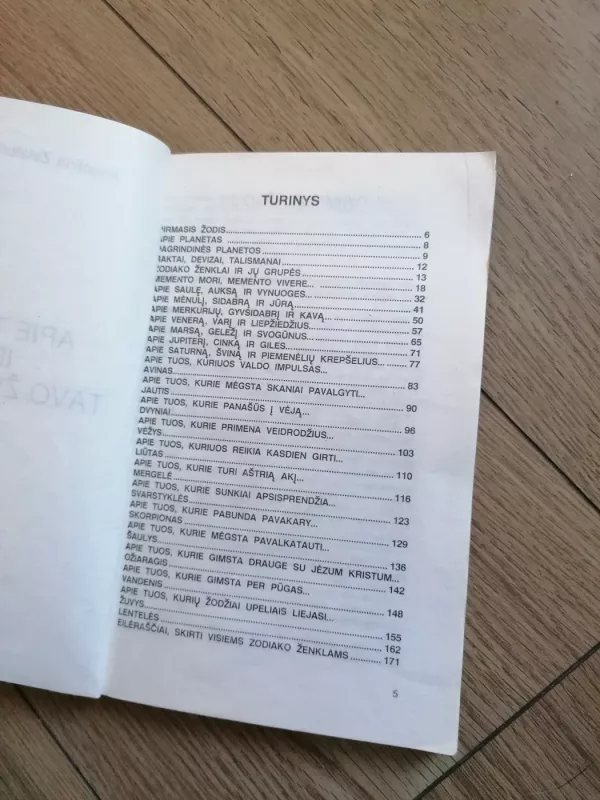 APIE
TAVO
TURINYS
PIRMASIS ŽODIS 6
APIE PLANETAS 8
PAGRINDINĖS PLANETOS 9
DEVIZAI, TALISMANAI 12
ZODIAKO ŽENKLAI IR JŲ GRUPĖS 13
MEMENTO MORI, MEMENTO VIVERE... 18
APIE SAULĘ, AUKSĄ IR VYNUOGES 32
APIE MĖNULĮ, SIDABRĄ IR JŪRĄ 41
APIE MERKURIJŲ, GYVSIDABRĮ IR KAVĄ 50
APIE VENERĄ, VARĮ IR LIEPŽIEDŽIUS 57
APIE MARSĄ, GELEŽĮ IR SVOGŪNUS 65
APIE JUPITERĮ, CINKĄ IR GILES 71
APIE SATURNĄ, ŠVINĄ IR PIEMENĖLIŲ KREPŠELIUS 77
APIE TUOS, KURIUOS VALDO IMPULSAS
AVINAS 83
APIE TUOS, KURIE MĖGSTA SKANIAI PAVALGYTI...
JAUTIS 90
APIE TUOS, KURIE PANAŠŪS Į VĖJĄ...
DVYNIAI 96
APIE TUOS, KURIE PRIMENA VEIDRODŽIUS...
VĖŽYS 103
APIE TUOS, KURIUOS REIKIA KASDIEN GIRTI...
LIŪTAS 110
APIE TUOS, KURIE TURI AŠTRIĄ AKĮ...
MERGELĖ 116
APIE TUOS, KURIE SUNKIAI APSISPRENDŽIA...
SVARSTYKLĖS 123
APIE TUOS, KURIE PABUNDA PAVAKARY...
SKORPIONAS 129
APIE TUOS, KURIE MĖGSTA PAVALKATAUTI...
ŠAULYS 136
APIE TUOS, KURIE GIMSTA DRAUGE SU JĖZUM KRISTUM...
OŽIARAGIS 142
APIE TUOS, KURIE GIMSTA PER PŪGAS...
VANDENIS 148
APIE TUOS, KURIŲ ŽODŽIAI UPELIAIS LIEJASI...
ŽUVYS 155
LENTELĖS 162
EILĖRAŠČIAI, SKIRTI VISIEMS ZODIAKO ŽENKLAMS 171
5